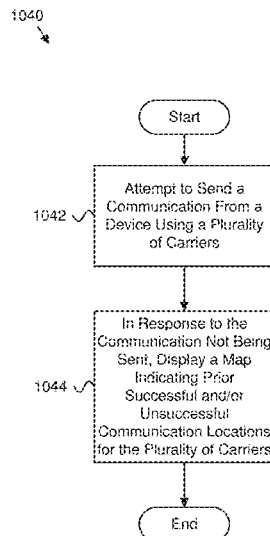 1040
Start
1042
Attempt to Send a
Communication From a
Device Using a Plurality
of Carriers
In Response to the
Communication Not Being
Sent, Display a Map
Indicating Prior
1044
Successful and/or
Unsuccessful
Communication Locations
for the Plurality of Carriers
End